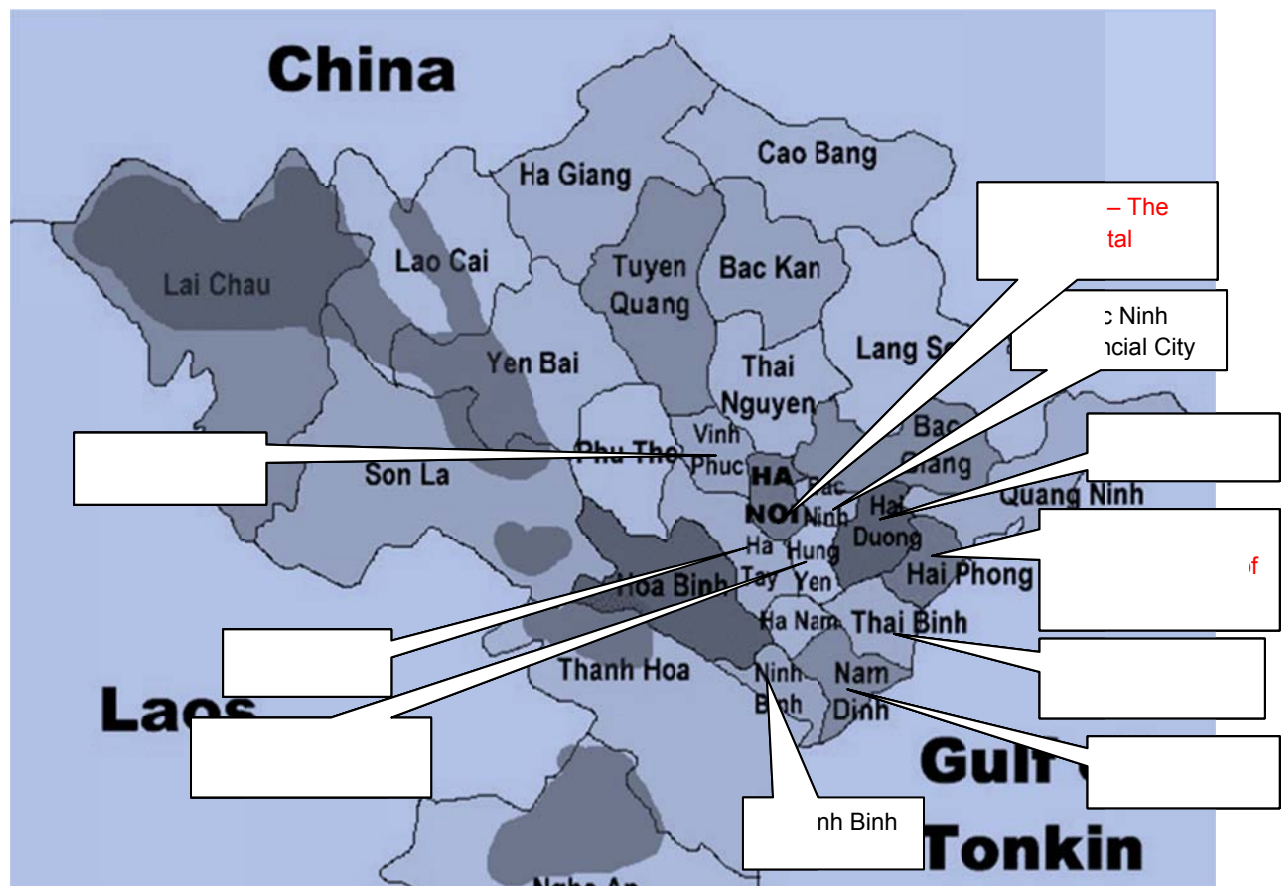 China
Cao Bang
Ha Giang
– The
tal
Lao Cai
Tuyen
Quang
Bac Kan
Lai Chau
c Ninh
ncial City
Yen Bai
Thai
Nguyen
Lang
Vinh
Phuc
Bac
Giang
Phu Tho
Son La
HA
NOI
Bac
Ninh
Hai
Duong
Quang Ninh
Ha
Tay
Hung
Yen
Hai Phong
of
Hoa Binh
Ha Nam
Thai Binh
Thanh Hoa
Ninh
Binh
Nam
Dinh
Laos
Gulf
nh Binh
Tonkin
Nghe An